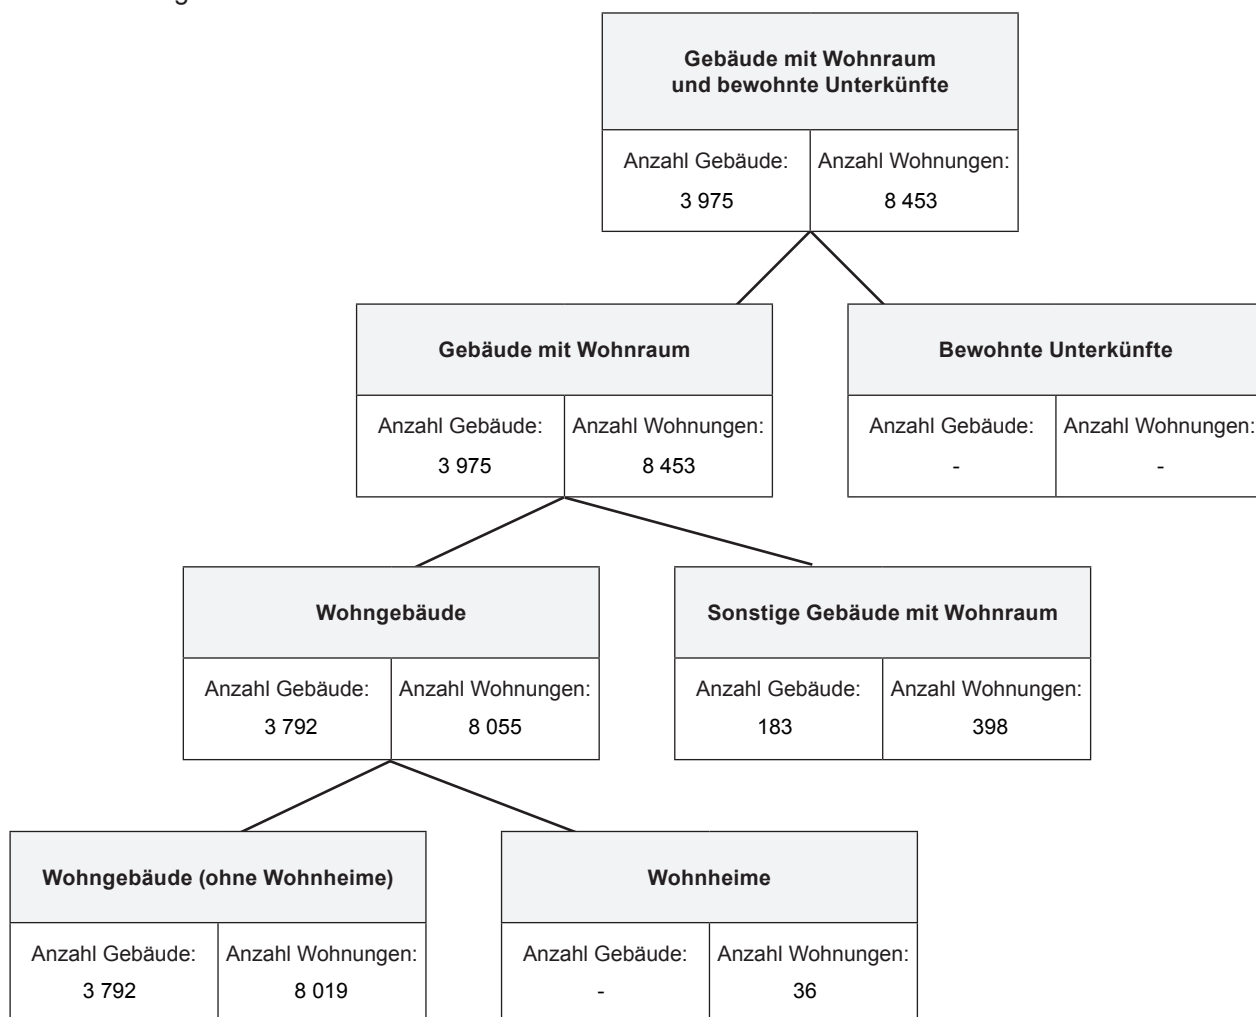 Gebäude mit Wohnraum
und bewohnte Unterkünfte
Anzahl Gebäude: Anzahl Wohnungen:
3 975 8 453
Gebäude mit Wohnraum
Anzahl Gebäude: Anzahl Wohnungen:
3 975 8 453
Bewohnte Unterkünfte
Anzahl Gebäude: Anzahl Wohnungen:
- -
Wohngebäude
Anzahl Gebäude: Anzahl Wohnungen:
3 792 8 055
Sonstige Gebäude mit Wohnraum
Anzahl Gebäude: Anzahl Wohnungen:
183 398
Wohngebäude (ohne Wohnheime)
Anzahl Gebäude: Anzahl Wohnungen:
3 792 8 019
Wohnheime
Anzahl Gebäude: Anzahl Wohnungen:
- 36